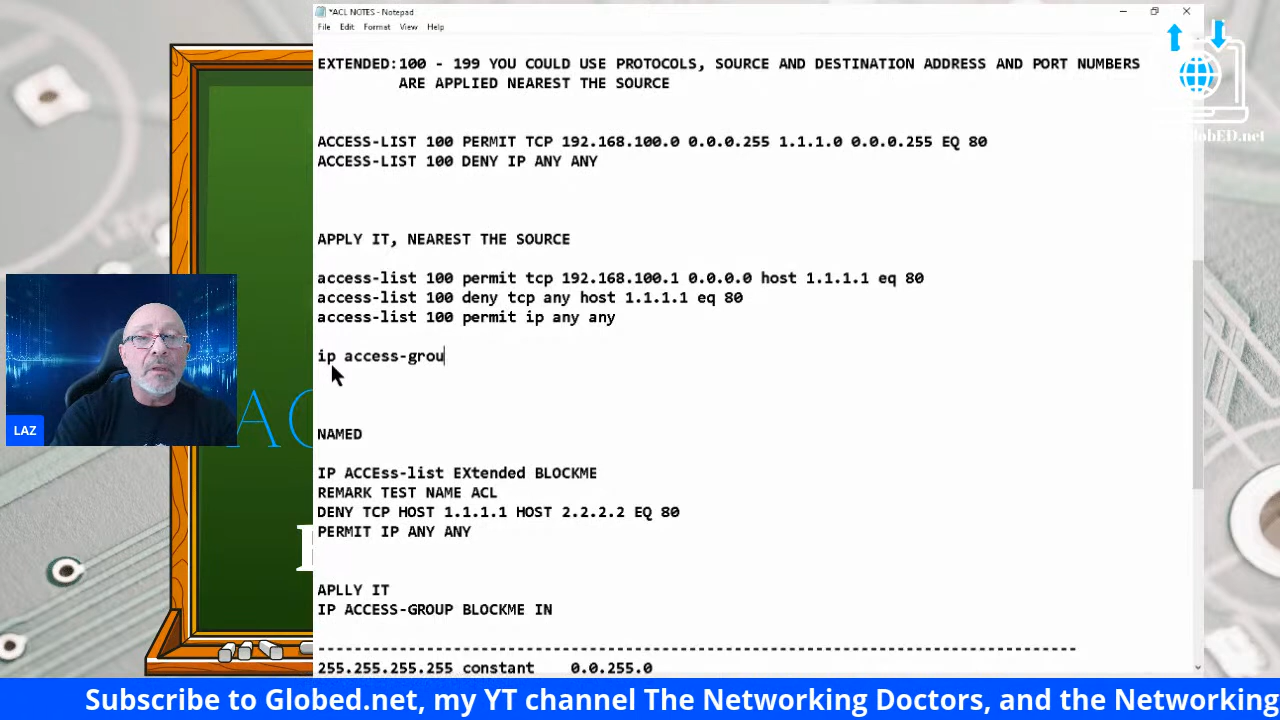 *ACL NOTES - Notepad
File Edit Format View Help
EXTENDED:100 - 199 YOU COULD USE PROTOCOLS, SOURCE AND DESTINATION ADDRESS AND PORT NUMBERS
ARE APPLIED NEAREST THE SOURCE
ACCESS-LIST 100 PERMIT TCP 192.168.100.0 0.0.0.255 1.1.1.0 0.0.0.255 EQ 80
ACCESS-LIST 100 DENY IP ANY ANY
APPLY IT, NEAREST THE SOURCE
access-list 100 permit tcp 192.168.100.1 0.0.0.0 host 1.1.1.1 eq 80
access-list 100 deny tcp any host 1.1.1.1 eq 80
access-list 100 permit ip any any
ip access-grou
NAMED
IP ACCEss-list EXtended BLOCKME
REMARK TEST NAME ACL
DENY TCP HOST 1.1.1.1 HOST 2.2.2.2 EQ 80
PERMIT IP ANY ANY
APLLY IT
IP ACCESS-GROUP BLOCKME IN
---------------------------------------------------------------------------------
255.255.255.255 constant 0.0.255.0
LAZ
Subscribe to Globed.net, my YT channel The Networking Doctors, and the Networking